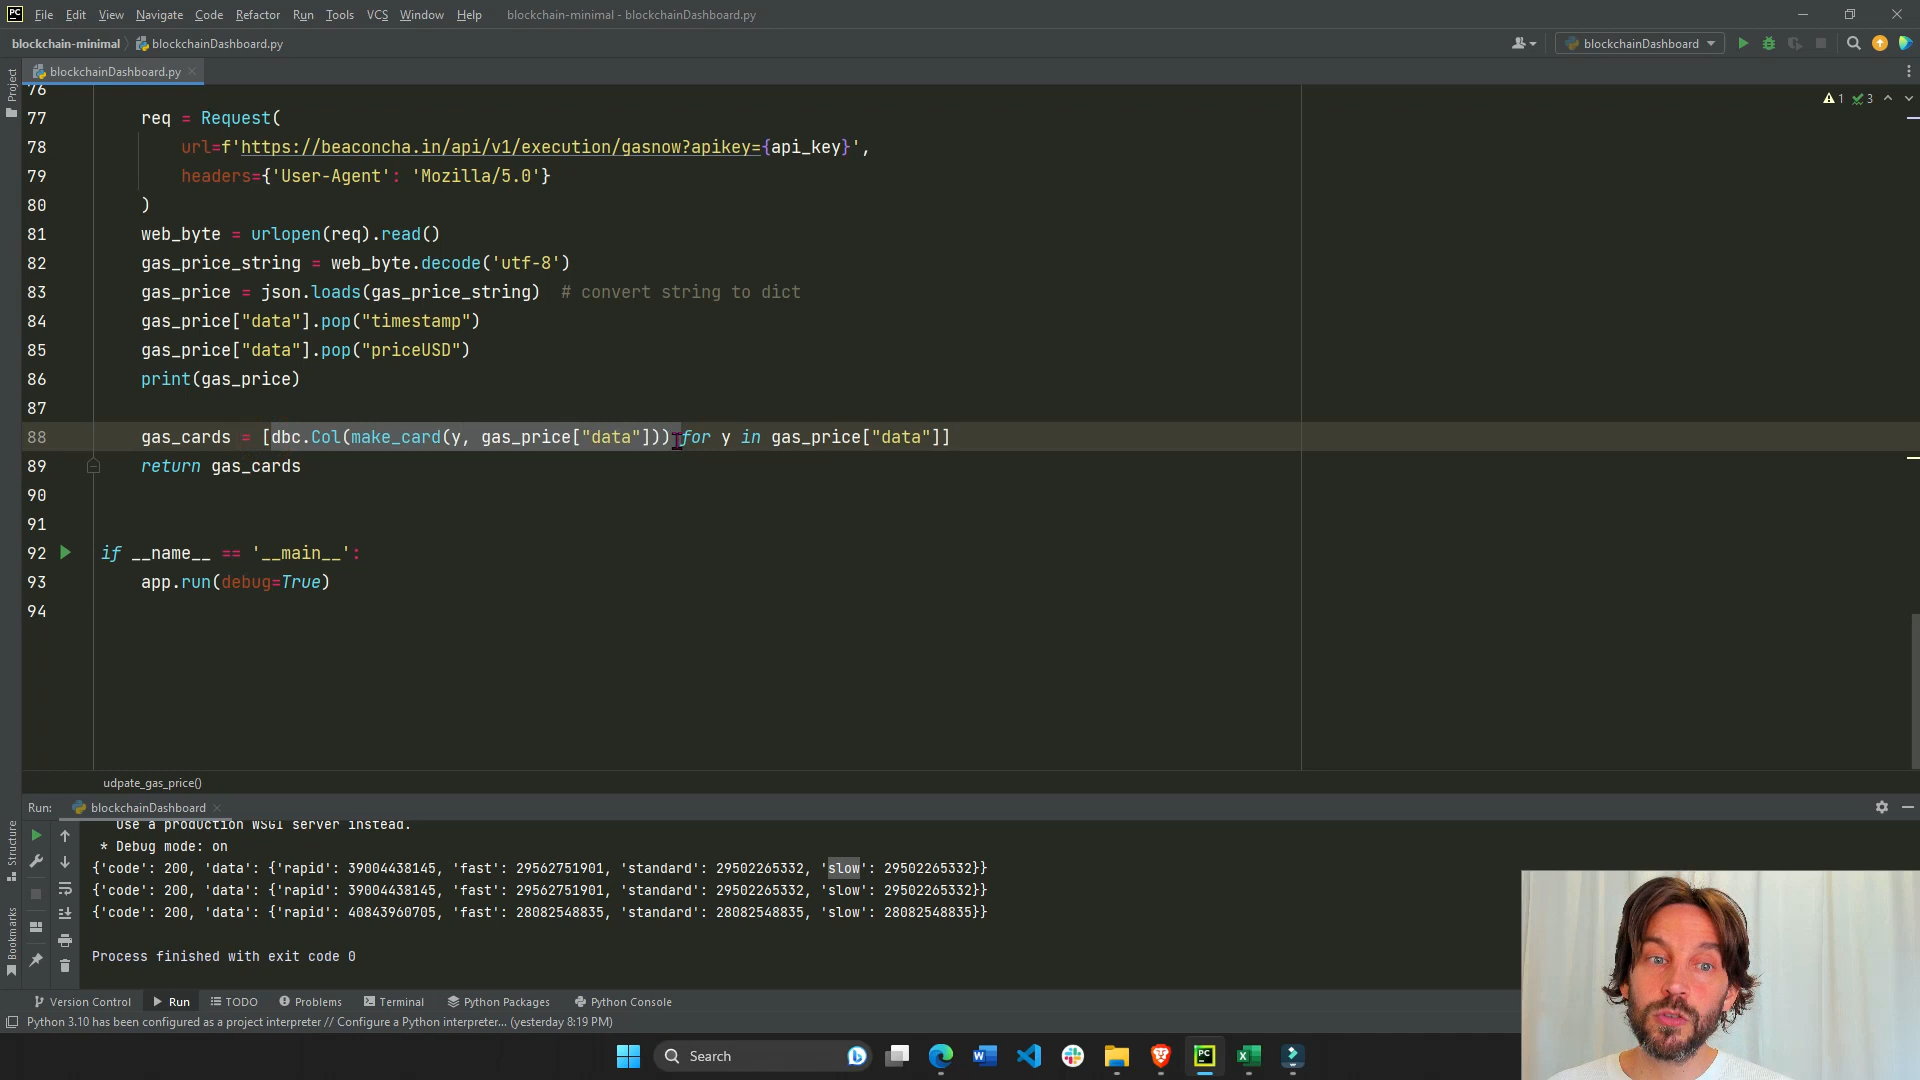 PC File Edit View Navigate Code Refactor Run Tools VCS Window Help blockchain-minimal - blockchainDashboard.py
blockchain-minimal blockchainDashboard.py blockchainDashboard
Project
blockchainDashboard.py
1 3
76
77 req = Request(
78 url=f'https://beaconcha.in/api/v1/execution/gasnow?apikey={api_key}',
79 headers={'User-Agent': 'Mozilla/5.0'}
80 )
81 web_byte = urlopen(req).read()
82 gas_price_string = web_byte.decode('utf-8')
83 gas_price = json.loads(gas_price_string) # convert string to dict
84 gas_price["data"].pop("timestamp")
85 gas_price["data"].pop("priceUSD")
86 print(gas_price)
87
88 gas_cards = [dbc.Col(make_card(y, gas_price["data"])) for y in gas_price["data"]]
89 return gas_cards
90
91
92 if __name__ == '__main__':
93 app.run(debug=True)
94
udpate_gas_price()
Run: blockchainDashboard
Structure
Bookmarks
Use a production WSGI server instead.
* Debug mode: on
{'code': 200, 'data': {'rapid': 39004438145, 'fast': 29562751901, 'standard': 29502265332, 'slow': 29502265332}}
{'code': 200, 'data': {'rapid': 39004438145, 'fast': 29562751901, 'standard': 29502265332, 'slow': 29502265332}}
{'code': 200, 'data': {'rapid': 40843960705, 'fast': 28082548835, 'standard': 28082548835, 'slow': 28082548835}}
Process finished with exit code 0
Version Control Run TODO Problems Terminal Python Packages Python Console
Python 3.10 has been configured as a project interpreter // Configure a Python interpreter... (yesterday 8:19 PM)
Search